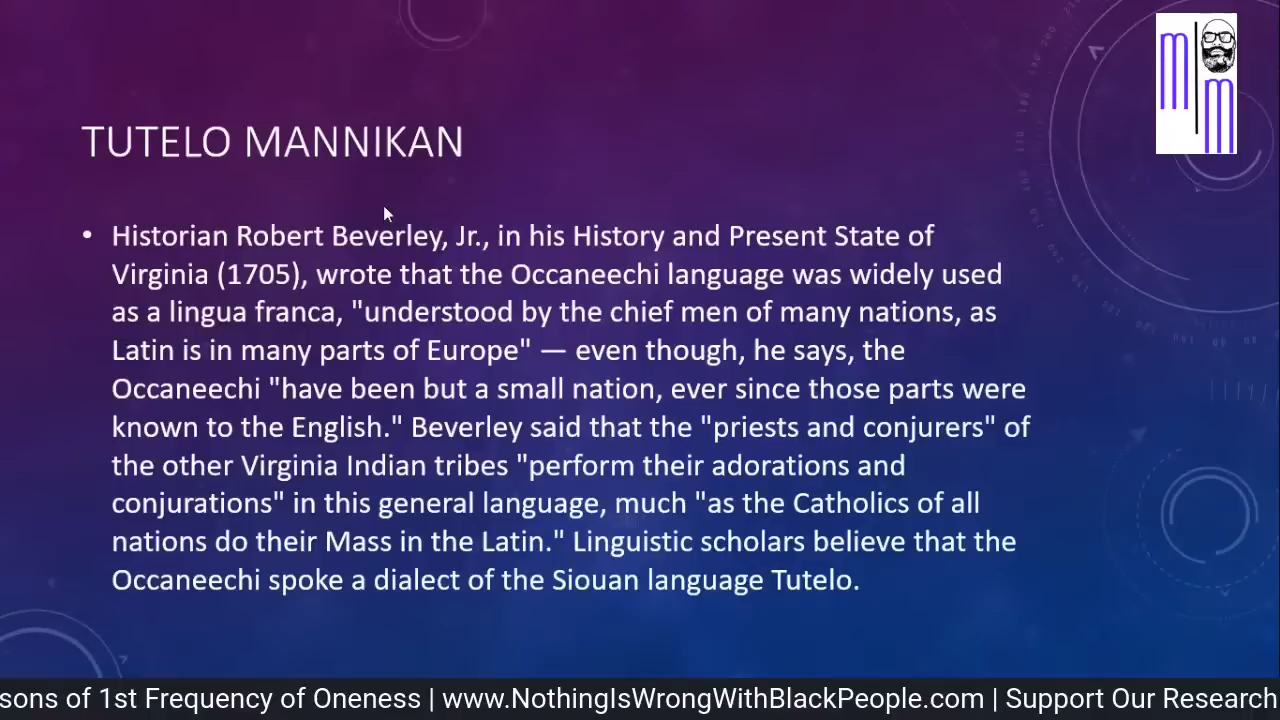 m
m
TUTELO MANNIKAN
• Historian Robert Beverley, Jr., in his History and Present State of
Virginia (1705), wrote that the Occaneechi language was widely used
as a lingua franca, "understood by the chief men of many nations, as
Latin is in many parts of Europe" — even though, he says, the
Occaneechi "have been but a small nation, ever since those parts were
known to the English." Beverley said that the "priests and conjurers" of
the other Virginia Indian tribes "perform their adorations and
conjurations" in this general language, much "as the Catholics of all
nations do their Mass in the Latin." Linguistic scholars believe that the
Occaneechi spoke a dialect of the Siouan language Tutelo.
sons of 1st Frequency of Oneness | www.NothingIsWrongWithBlackPeople.com | Support Our Research